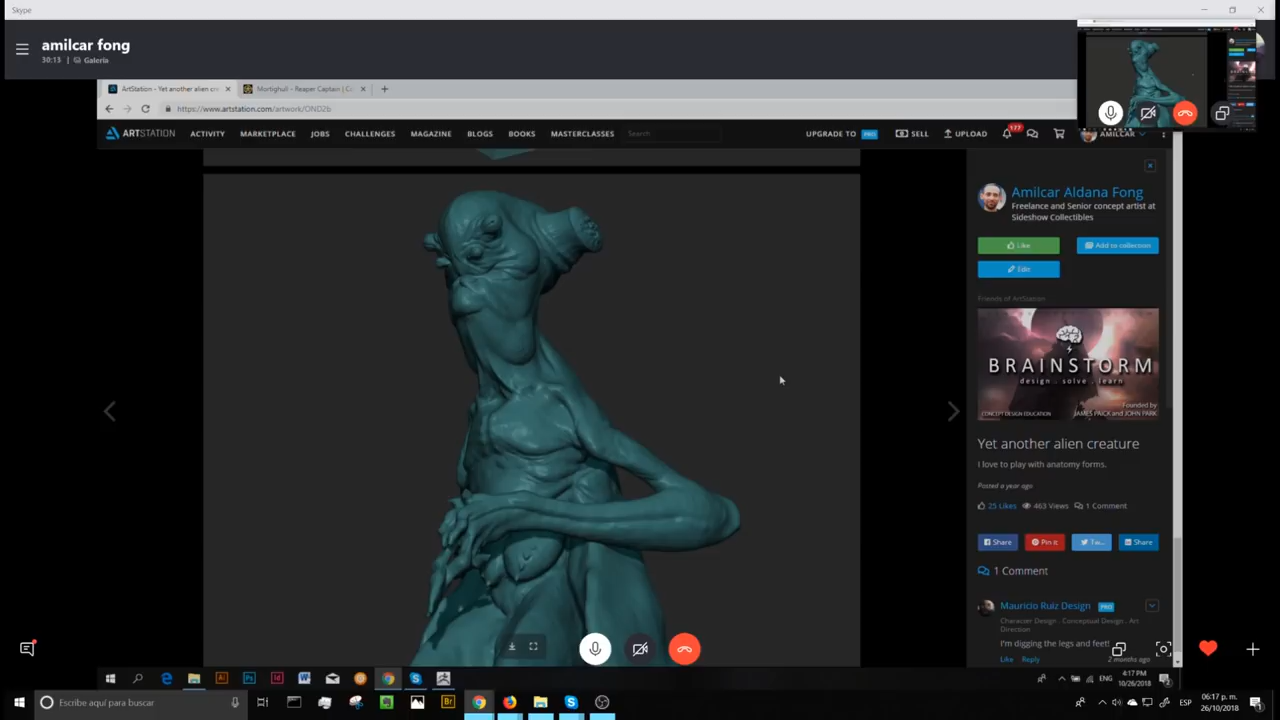 Skype
amilcar fong
30:13 | Galería
ArtStation - Yet another alien cre
Mortighull - Reaper Captain | C
https://www.artstation.com/artwork/OND2b
ARTSTATION ACTIVITY MARKETPLACE JOBS CHALLENGES MAGAZINE BLOGS BOOKS MASTERCLASSES Search UPGRADE TO PRO SELL UPLOAD 177 AMILCAR
Amilcar Aldana Fong
Freelance and Senior concept artist at
Sideshow Collectibles
Like Add to collection
Edit
Friends of ArtStation
BRAINSTORM
design . solve . learn
Founded by
CONCEPT DESIGN EDUCATION JAMES PAICK and JOHN PARK
Yet another alien creature
I love to play with anatomy forms.
Posted a year ago
25 Likes 463 Views 1 Comment
Share Pin it Tw... Share
1 Comment
Mauricio Ruiz Design PRO
Character Design - Conceptual Design - Art
Direction
I'm digging the legs and feet!
Like Reply 2 months ago
ENG 4:17 PM
10/26/2018
Escribe aquí para buscar
ESP 06:17 p. m.
26/10/2018